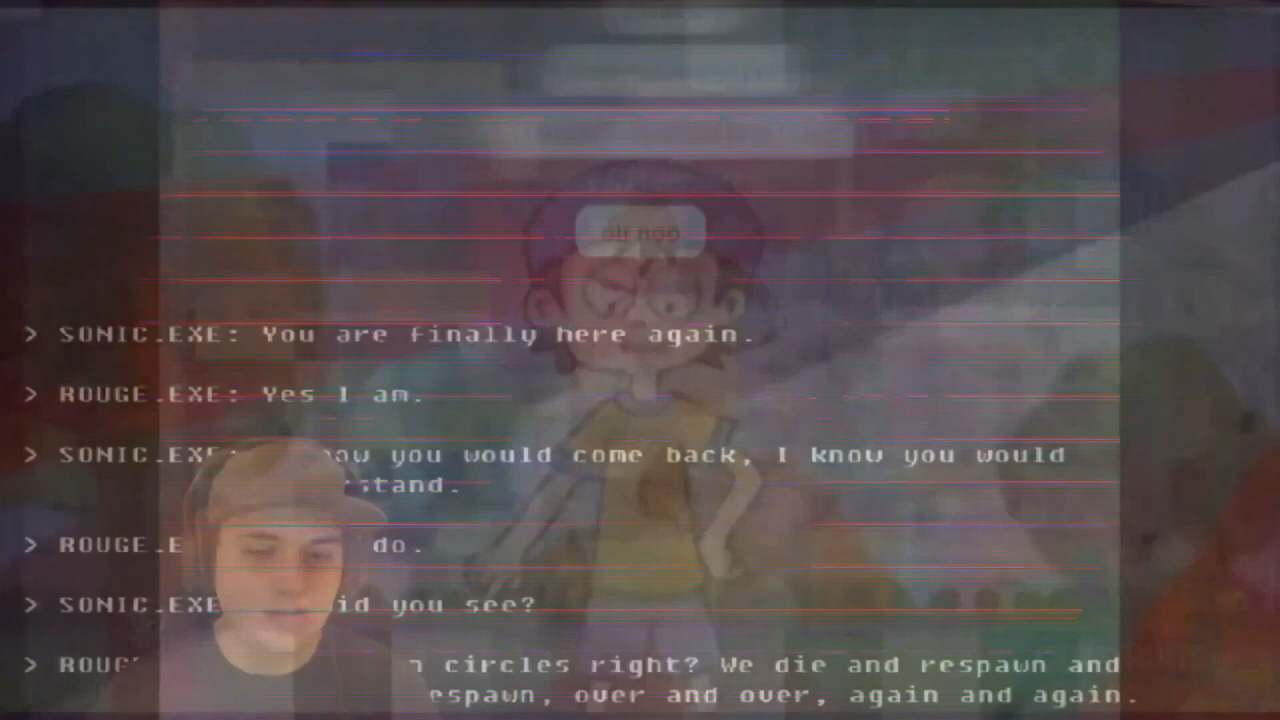 oh noo
> SONIC.EXE: You are finally here again.
> ROUGE.EXE: Yes I am.
> SONIC.EXE: you would come back, I know you would
stand.
> ROUGE.E do.
> SONIC.EXE id you see?
> ROUG circles right? We die and respawn and
espawn, over and over, again and again.